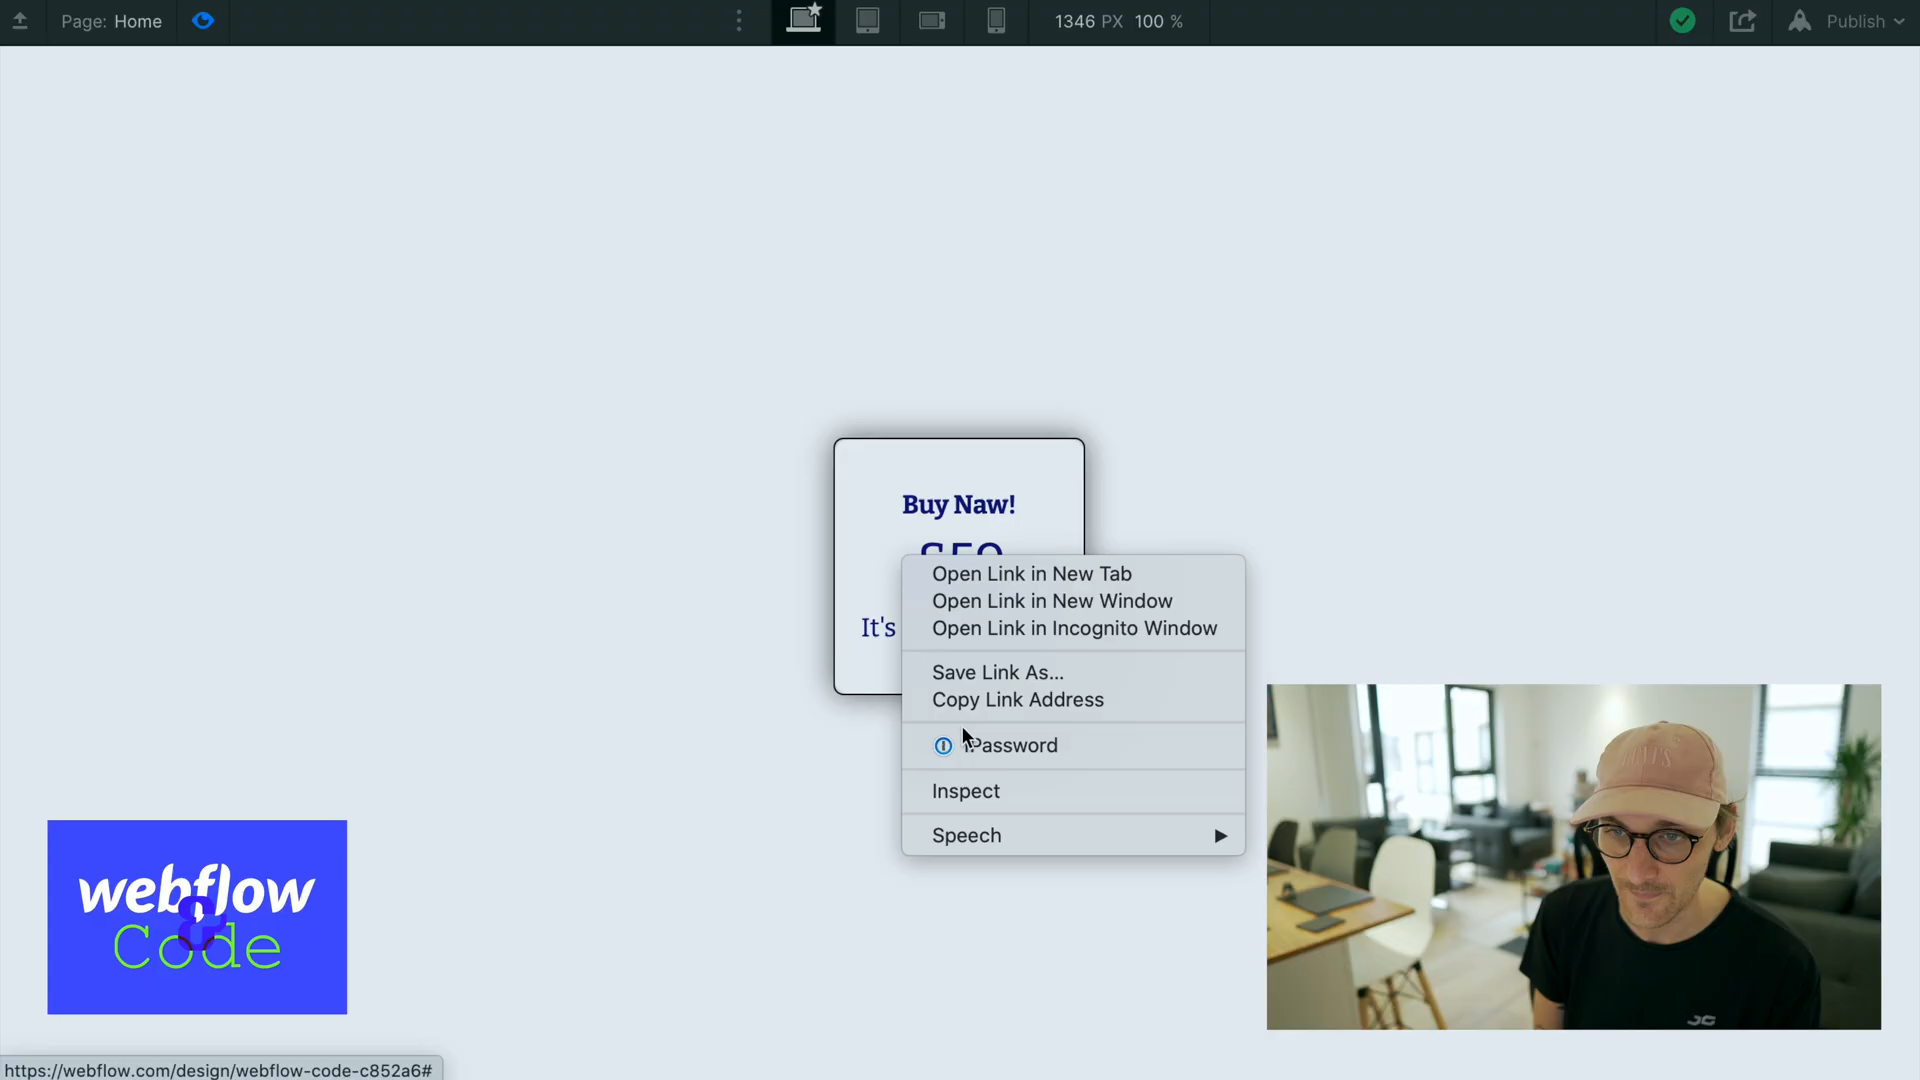 Page: Home
1346 PX 100 %
Publish
Buy Naw!
It's
Open Link in New Tab
Open Link in New Window
Open Link in Incognito Window
Save Link As...
Copy Link Address
Password
Inspect
Speech
webflow
&
Code
https://webflow.com/design/webflow-code-c852a6#